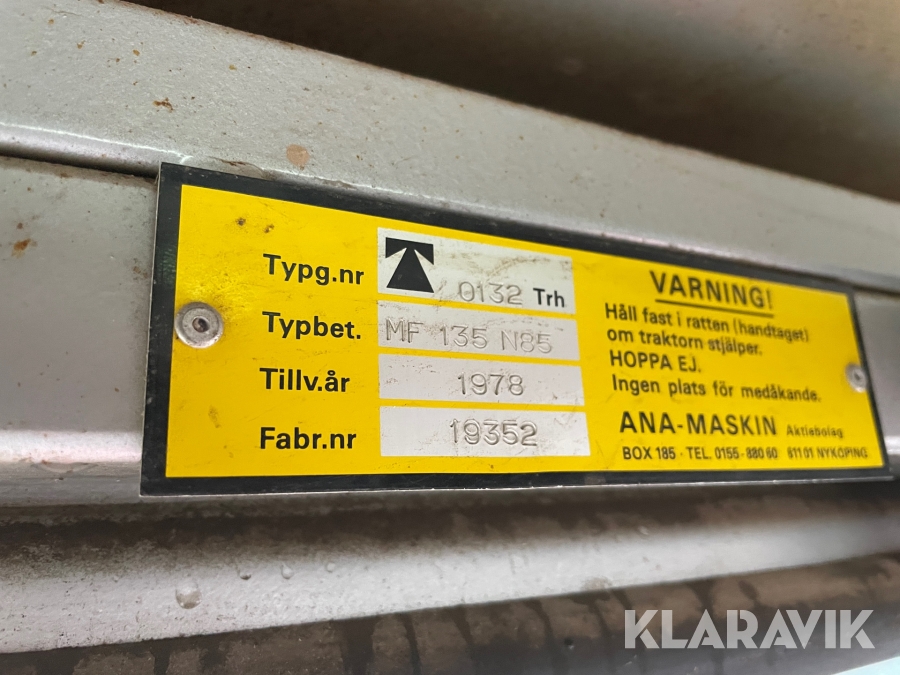 Typg.nr 0132 Trh
Typbet. MF 135 N85
Tillv.år 1978
Fabr.nr 19352
VARNING!
Håll fast i ratten (handtaget)
om traktorn stjälper.
HOPPA EJ.
Ingen plats för medåkande.
ANA-MASKIN Aktiebolag
BOX 185 - TEL. 0155-880 60 611 01 NYKÖPING
KLARAVIK